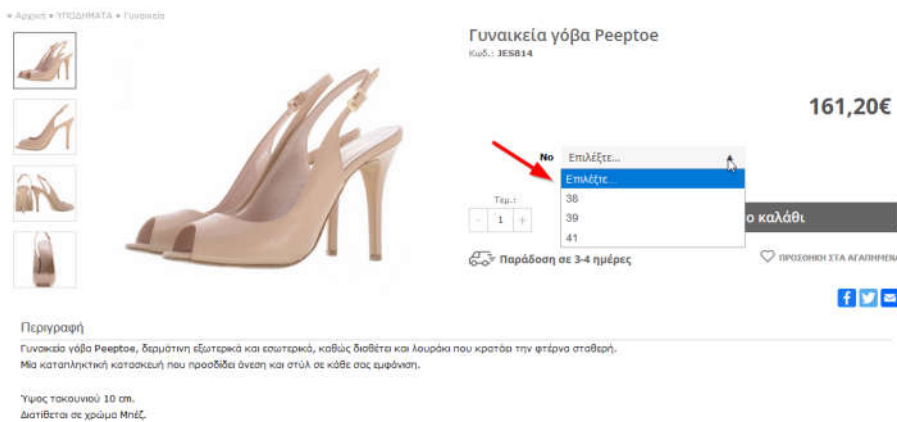 » Αρχική » ΥΠΟΔΗΜΑΤΑ » Γυναικεία
Γυναικεία γόβα Peeptoe
Κωδ.: JES814
161,20€
Νο Επιλέξτε...
Επιλέξτε...
38
39
41
Τεμ.:
- 1 +
ο καλάθι
Παράδοση σε 3-4 ημέρες
ΠΡΟΣΘΗΚΗ ΣΤΑ ΑΓΑΠΗΜΕΝΑ
Περιγραφή
Γυναικεία γόβα Peeptoe, δερμάτινη εξωτερικά και εσωτερικά, καθώς διαθέτει και λουράκι που κρατάει την φτέρνα σταθερή.
Μία καταπληκτική κατασκευή που προσδίδει άνεση και στύλ σε κάθε σας εμφάνιση.
Ύψος τακουνιού 10 cm.
Διατίθεται σε χρώμα Μπέζ.